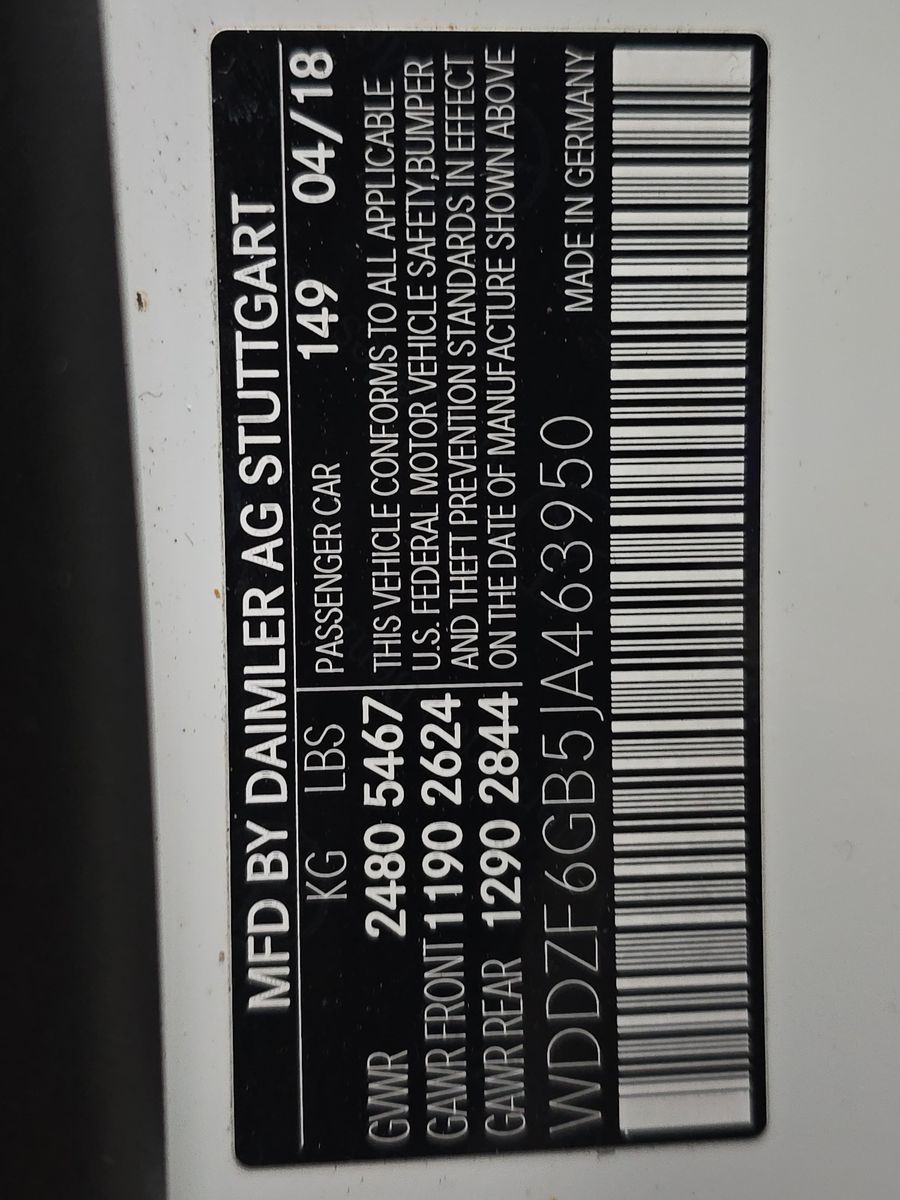 MFD BY DAIMLER AG STUTTGART
KG LBS PASSENGER CAR 149 04/18
GWWR 2480 5467 THIS VEHICLE CONFORMS TO ALL APPLICABLE
GAWR FRONT 1190 2624 U.S. FEDERAL MOTOR VEHICLE SAFETY,BUMPER
GAWR REAR 1290 2844 AND THEFT PREVENTION STANDARDS IN EFFECT
ON THE DATE OF MANUFACTURE SHOWN ABOVE
WDDZF6GB5JA463950 MADE IN GERMANY